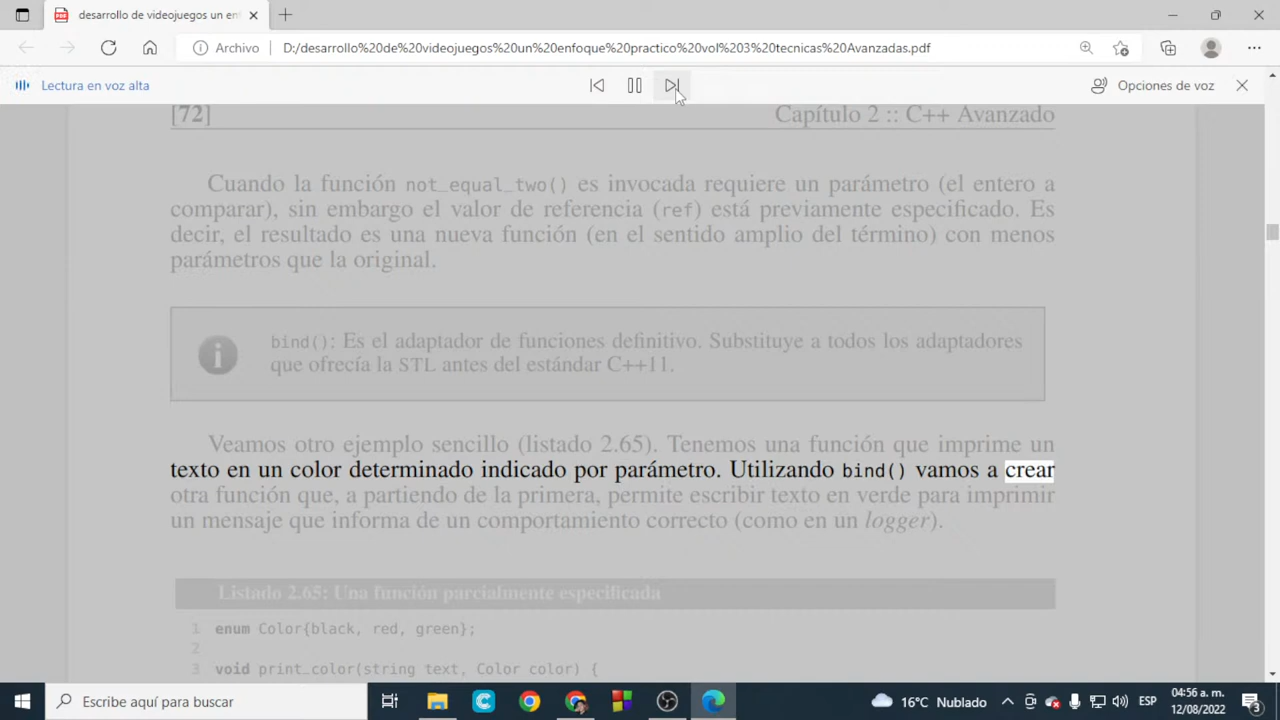 desarrollo de videojuegos un en
Archivo
D:/desarrollo%20de%20videojuegos%20un%20enfoque%20practico%20vol%203%20tecnicas%20Avanzadas.pdf
Lectura en voz alta
Opciones de voz
[72] Capítulo 2 :: C++ Avanzado
Cuando la función not_equal_two() es invocada requiere un parámetro (el entero a
comparar), sin embargo el valor de referencia (ref) está previamente especificado. Es
decir, el resultado es una nueva función (en el sentido amplio del término) con menos
parámetros que la original.
bind(): Es el adaptador de funciones definitivo. Substituye a todos los adaptadores
que ofrecía la STL antes del estándar C++11.
Veamos otro ejemplo sencillo (listado 2.65). Tenemos una función que imprime un
texto en un color determinado indicado por parámetro. Utilizando bind() vamos a crear
otra función que, a partiendo de la primera, permite escribir texto en verde para imprimir
un mensaje que informa de un comportamiento correcto (como en un logger).
Listado 2.65: Una función parcialmente especificada
1 enum Color{black, red, green};
2
3 void print_color(string text, Color color) {
Escribe aquí para buscar
16°C Nublado
ESP
04:56 a. m.
12/08/2022
3